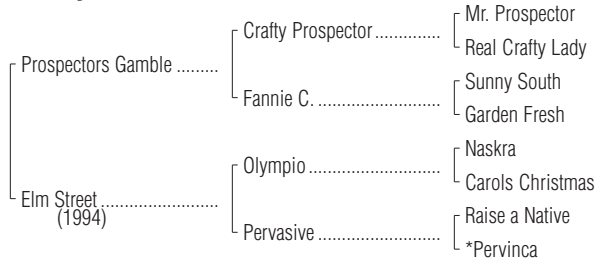 Mr. Prospector
Crafty Prospector..............
Real Crafty Lady
Prospectors Gamble .........
Sunny South
Fannie C. ..........................
Garden Fresh
Naskra
Olympio ............................
Carols Christmas
Elm Street.........................
(1994)
Raise a Native
Pervasive ..........................
*Pervinca